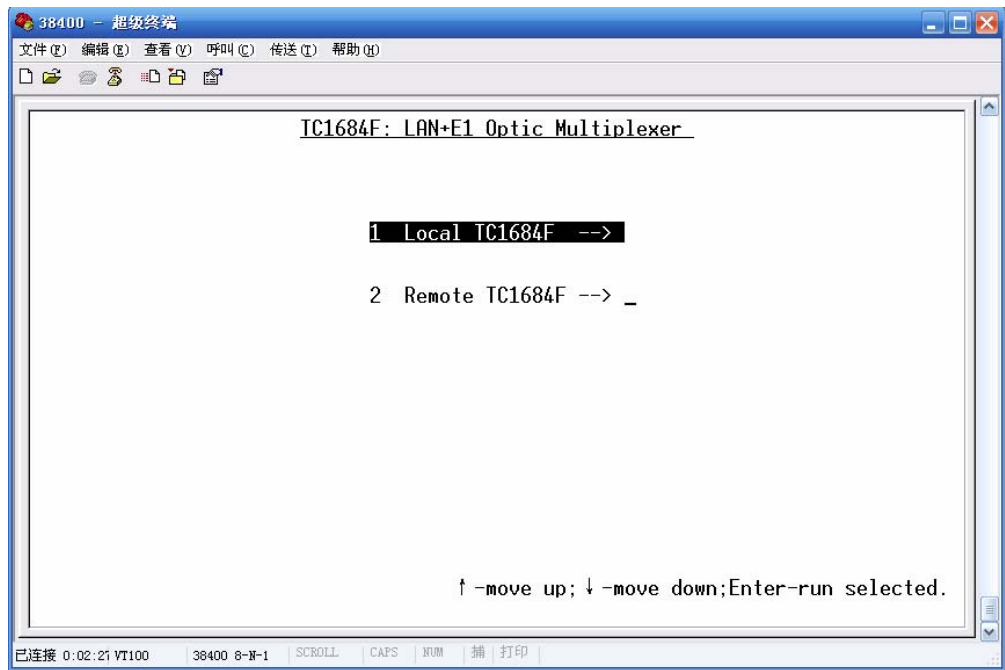 38400 - 超级终端
文件(F) 编辑(E) 查看(V) 呼叫(C) 传送(T) 帮助(H)
TC1684F: LAN+E1 Optic Multiplexer
1 Local TC1684F -->
2 Remote TC1684F --> _
↑-move up;↓-move down;Enter-run selected.
已连接 0:02:27 VT100 38400 8-N-1 SCROLL CAPS NUM 捕 打印